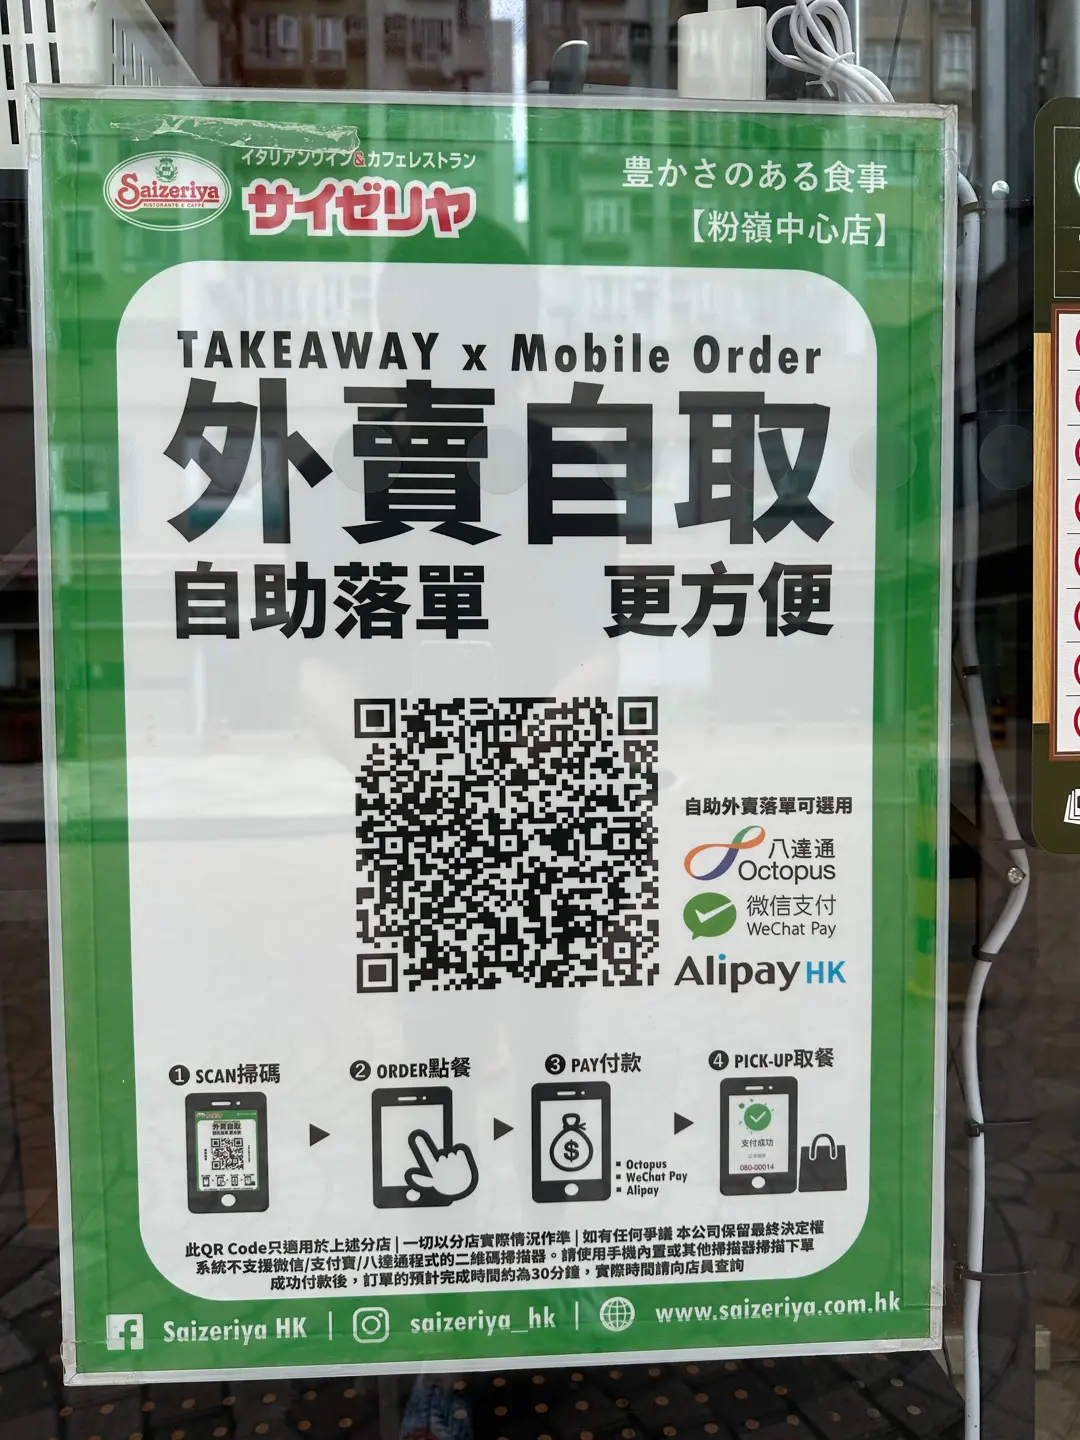 Saizeriya
RISTORANTE E CAFFÈ
イタリアンワイン&カフェレストラン
サイゼリヤ
豊かさのある食事
【粉嶺中心店】
TAKEAWAY x Mobile Order
外賣自取
自助落單 更方便
自助外賣落單可選用
八達通
Octopus
微信支付
WeChat Pay
Alipay HK
1 SCAN掃碼
2 ORDER點餐
3 PAY付款
4 PICK-UP取餐
外賣自取
$
▪ Octopus
▪ WeChat Pay
▪ Alipay
支付成功
080-00014
此QR Code只適用於上述分店 | 一切以分店實際情況作準 | 如有任何爭議 本公司保留最終決定權
系統不支援微信/支付寶/八達通程式的二維碼掃描器。請使用手機內置或其他掃描器掃描下單
成功付款後，訂單的預計完成時間約為30分鐘，實際時間請向店員查詢
Saizeriya HK | saizeriya_hk | www.saizeriya.com.hk